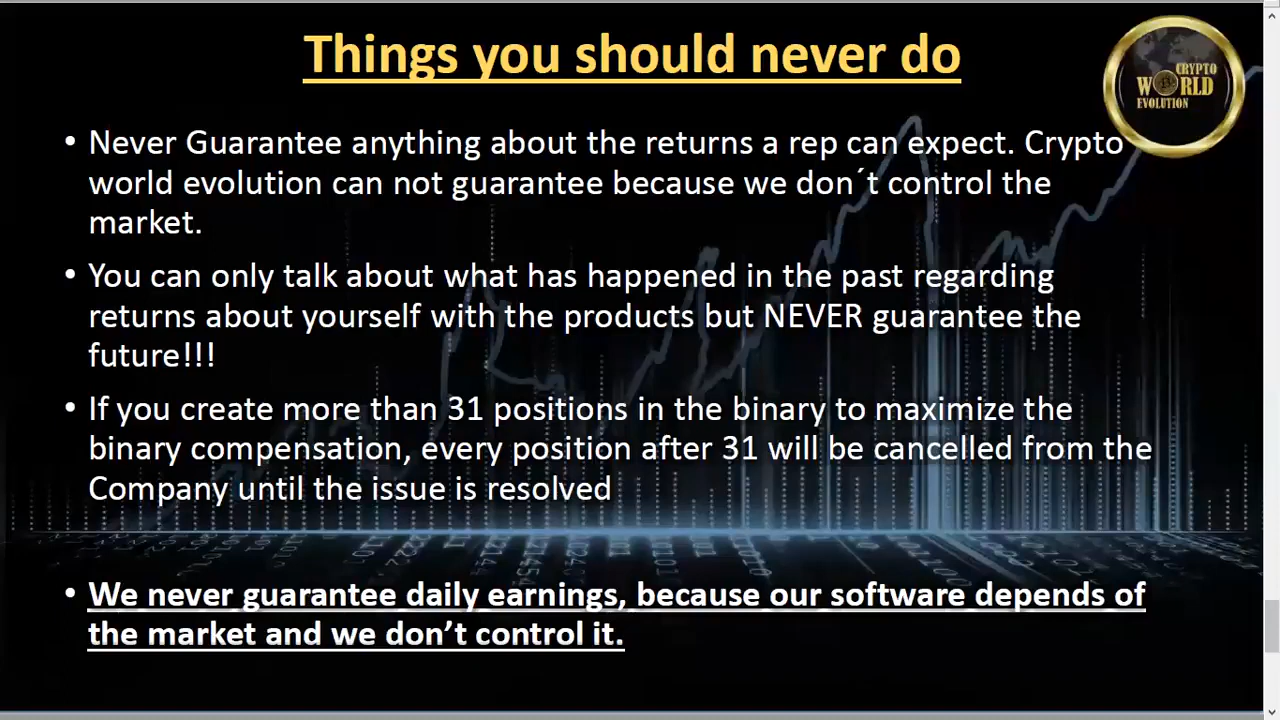 Things you should never do
CRYPTO
WORLD
EVOLUTION
• Never Guarantee anything about the returns a rep can expect. Crypto
world evolution can not guarantee because we don´t control the
market.
• You can only talk about what has happened in the past regarding
returns about yourself with the products but NEVER guarantee the
future!!!
• If you create more than 31 positions in the binary to maximize the
binary compensation, every position after 31 will be cancelled from the
Company until the issue is resolved
• We never guarantee daily earnings, because our software depends of
the market and we don’t control it.